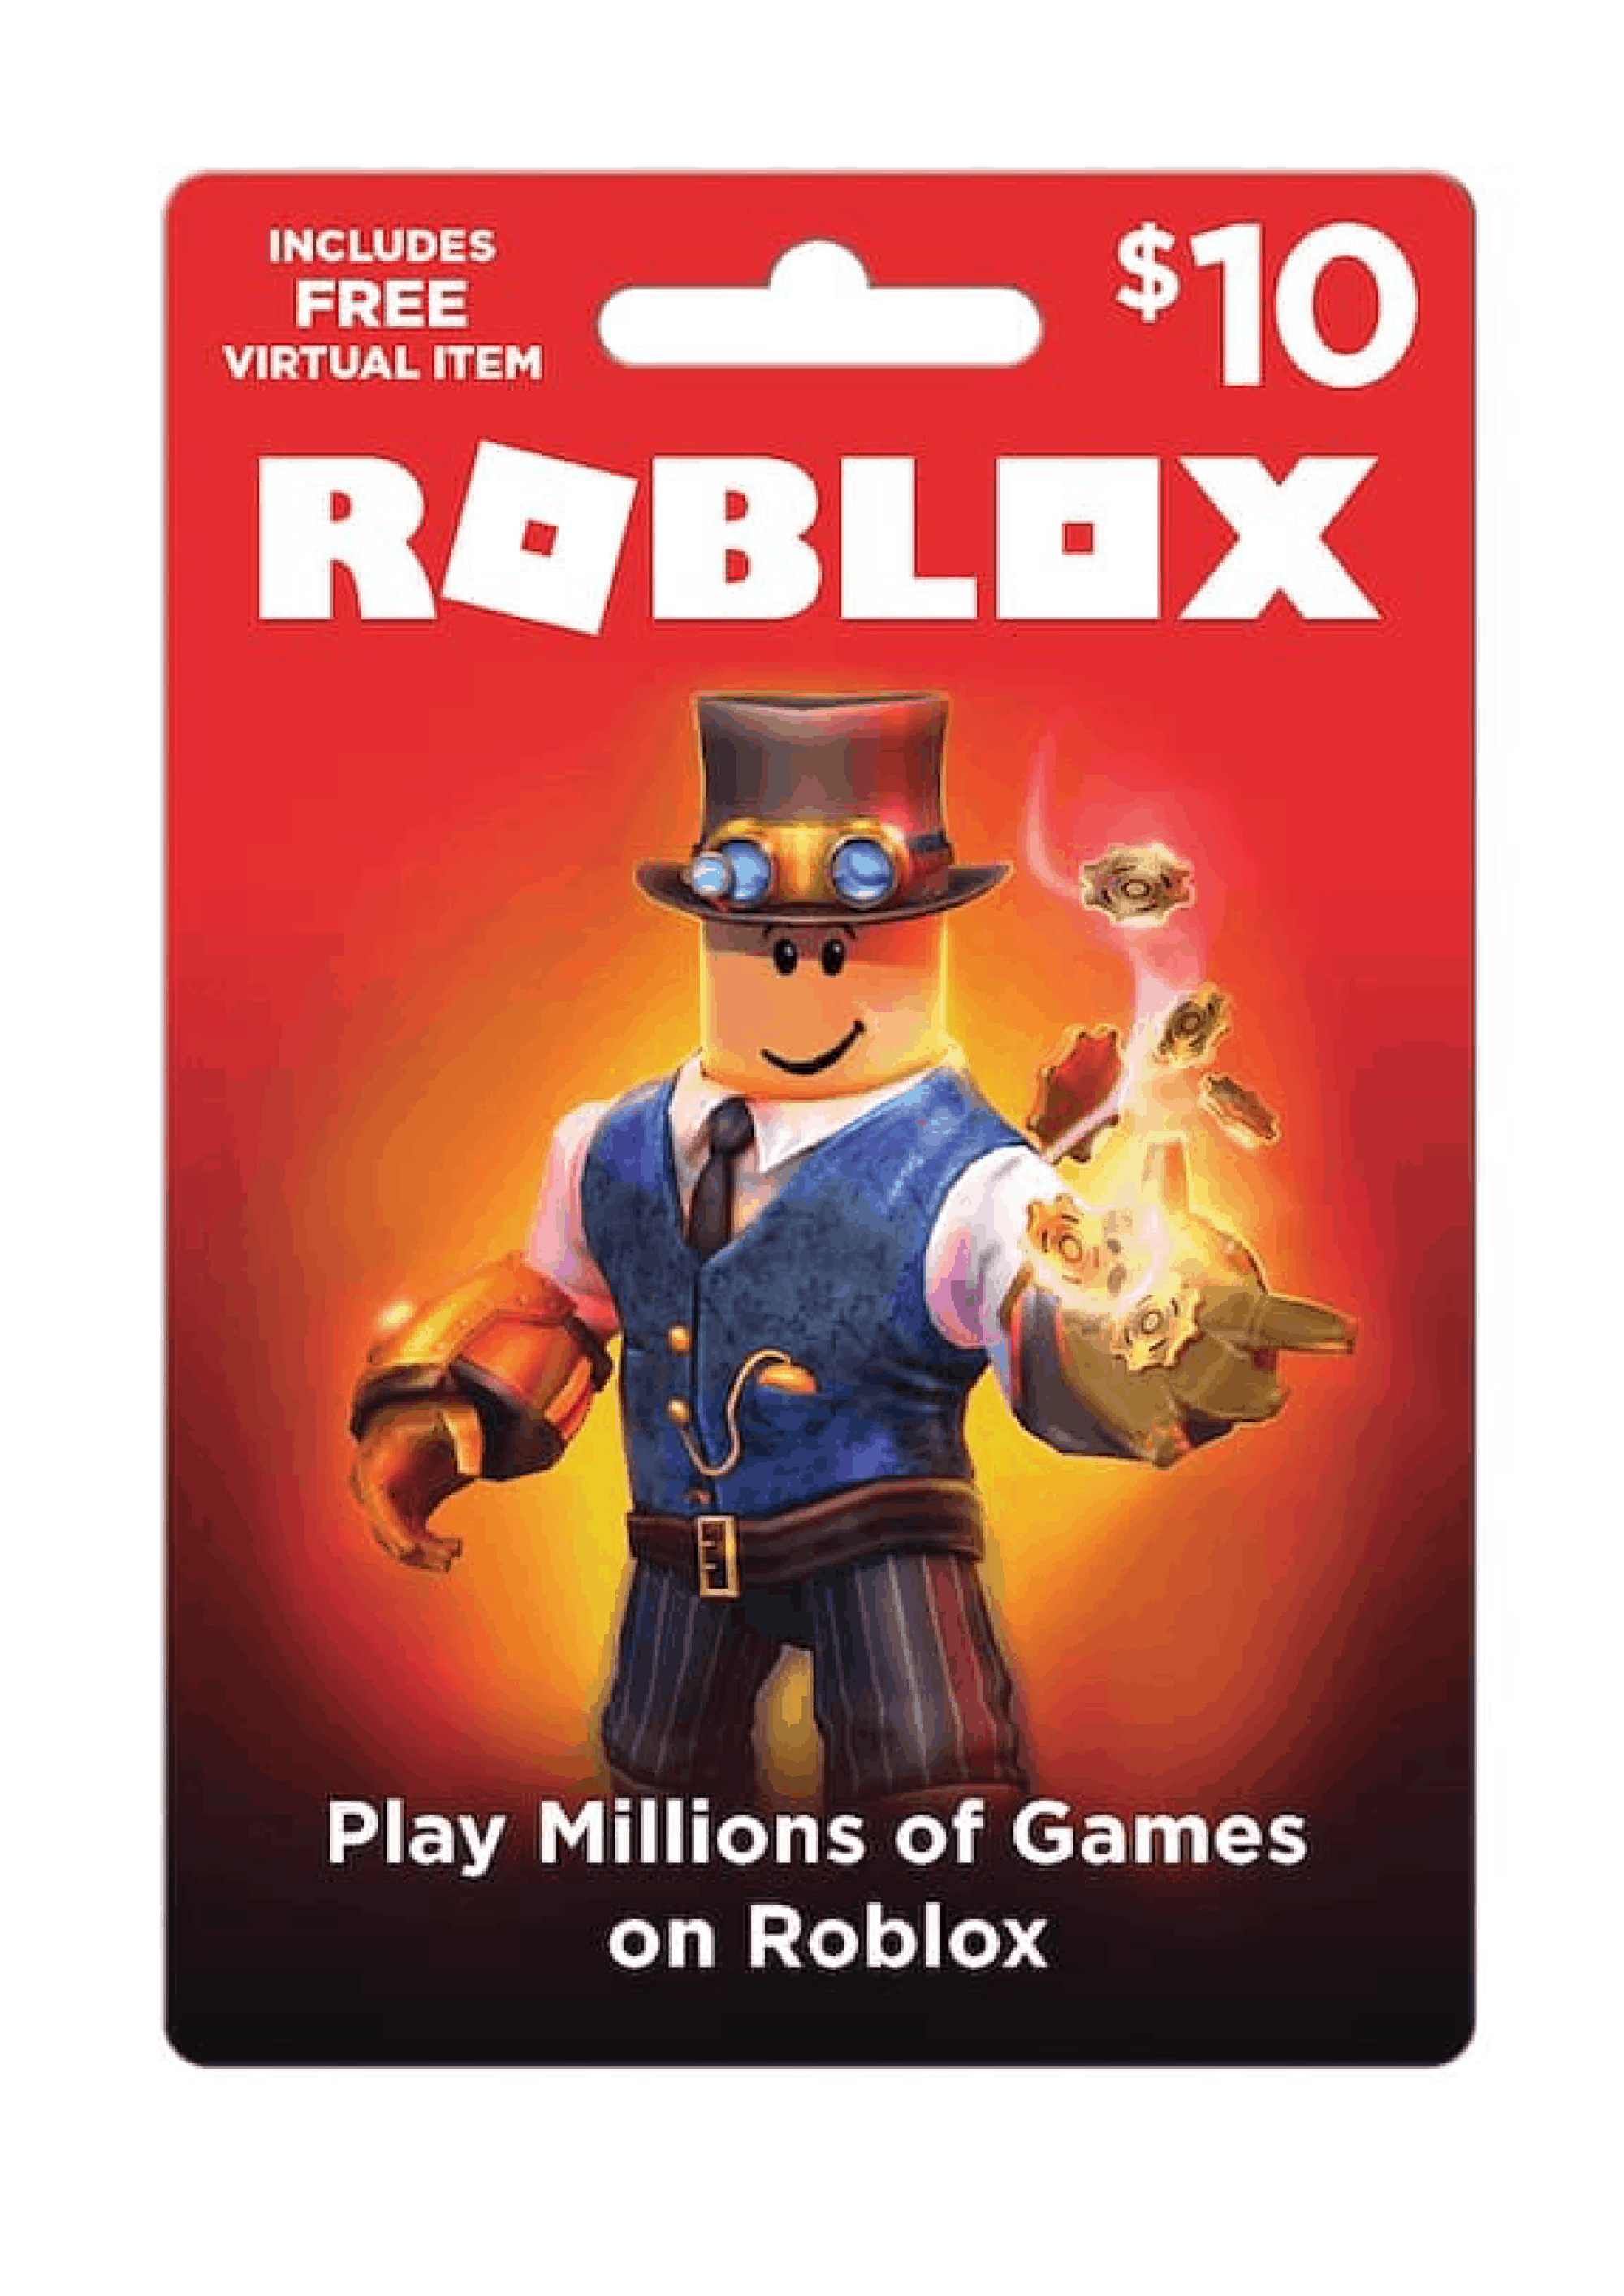 INCLUDES
FREE
VIRTUAL ITEM
$10
ROBLOX
Play Millions of Games
on Roblox